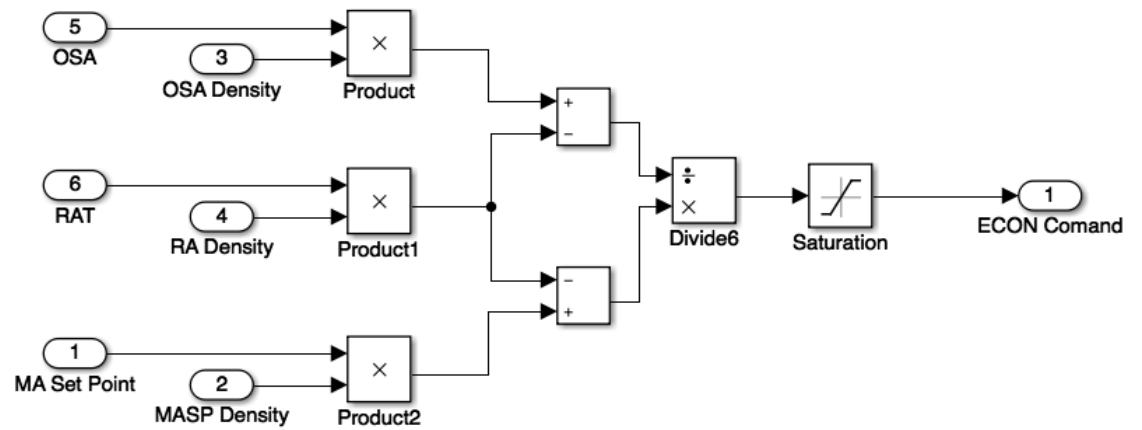 5
OSA
3
OSA Density
×
Product
+
−
6
RAT
4
RA Density
×
Product1
÷
×
Divide6
Saturation
1
ECON Comand
−
+
1
MA Set Point
2
MASP Density
×
Product2